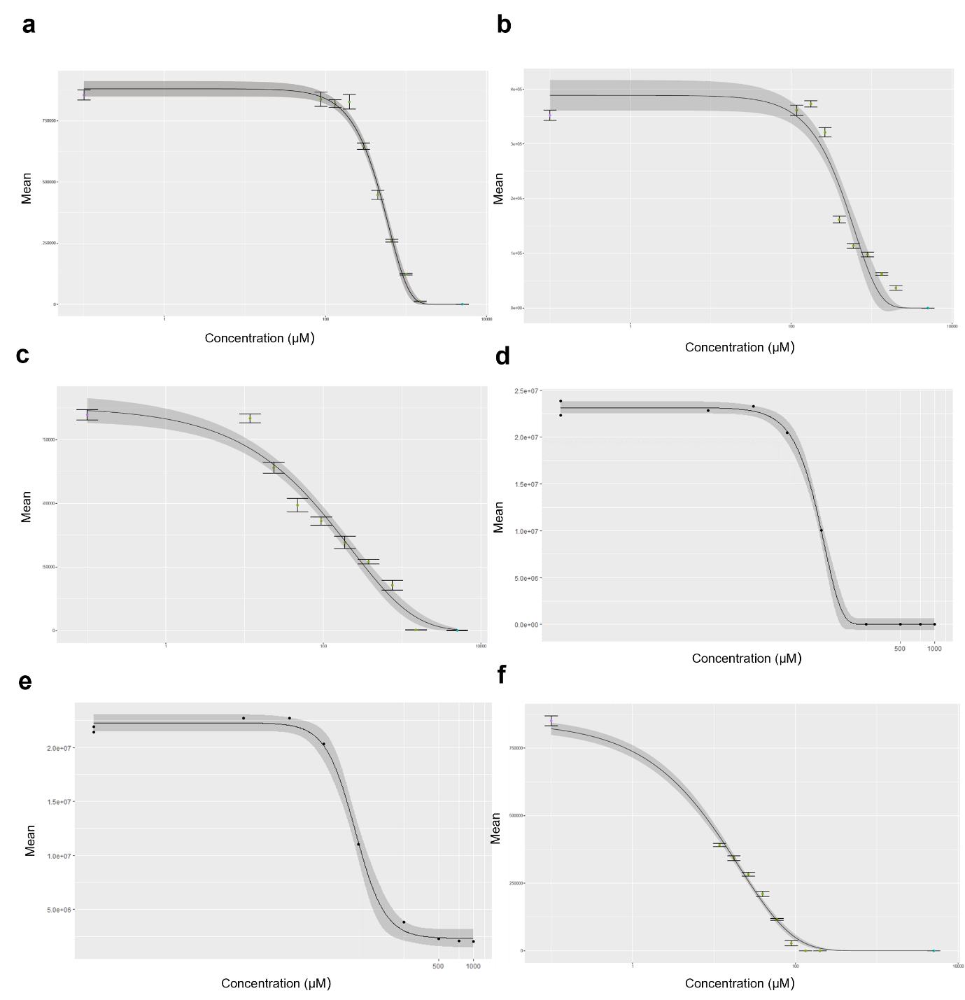 a
b
750000
500000
250000
0
Mean
1
100
10000
Concentration (µM)
4e+05
3e+05
2e+05
1e+05
0e+00
Mean
1
100
10000
Concentration (µM)
c
d
0
Mean
1
100
10000
Concentration (µM)
2.5e+07
2.0e+07
1.5e+07
1.0e+07
5.0e+06
0.0e+00
Mean
500
1000
Concentration (µM)
e
f
2.0e+07
1.5e+07
1.0e+07
5.0e+06
Mean
500
1000
Concentration (µM)
750000
500000
250000
0
Mean
1
100
10000
Concentration (µM)